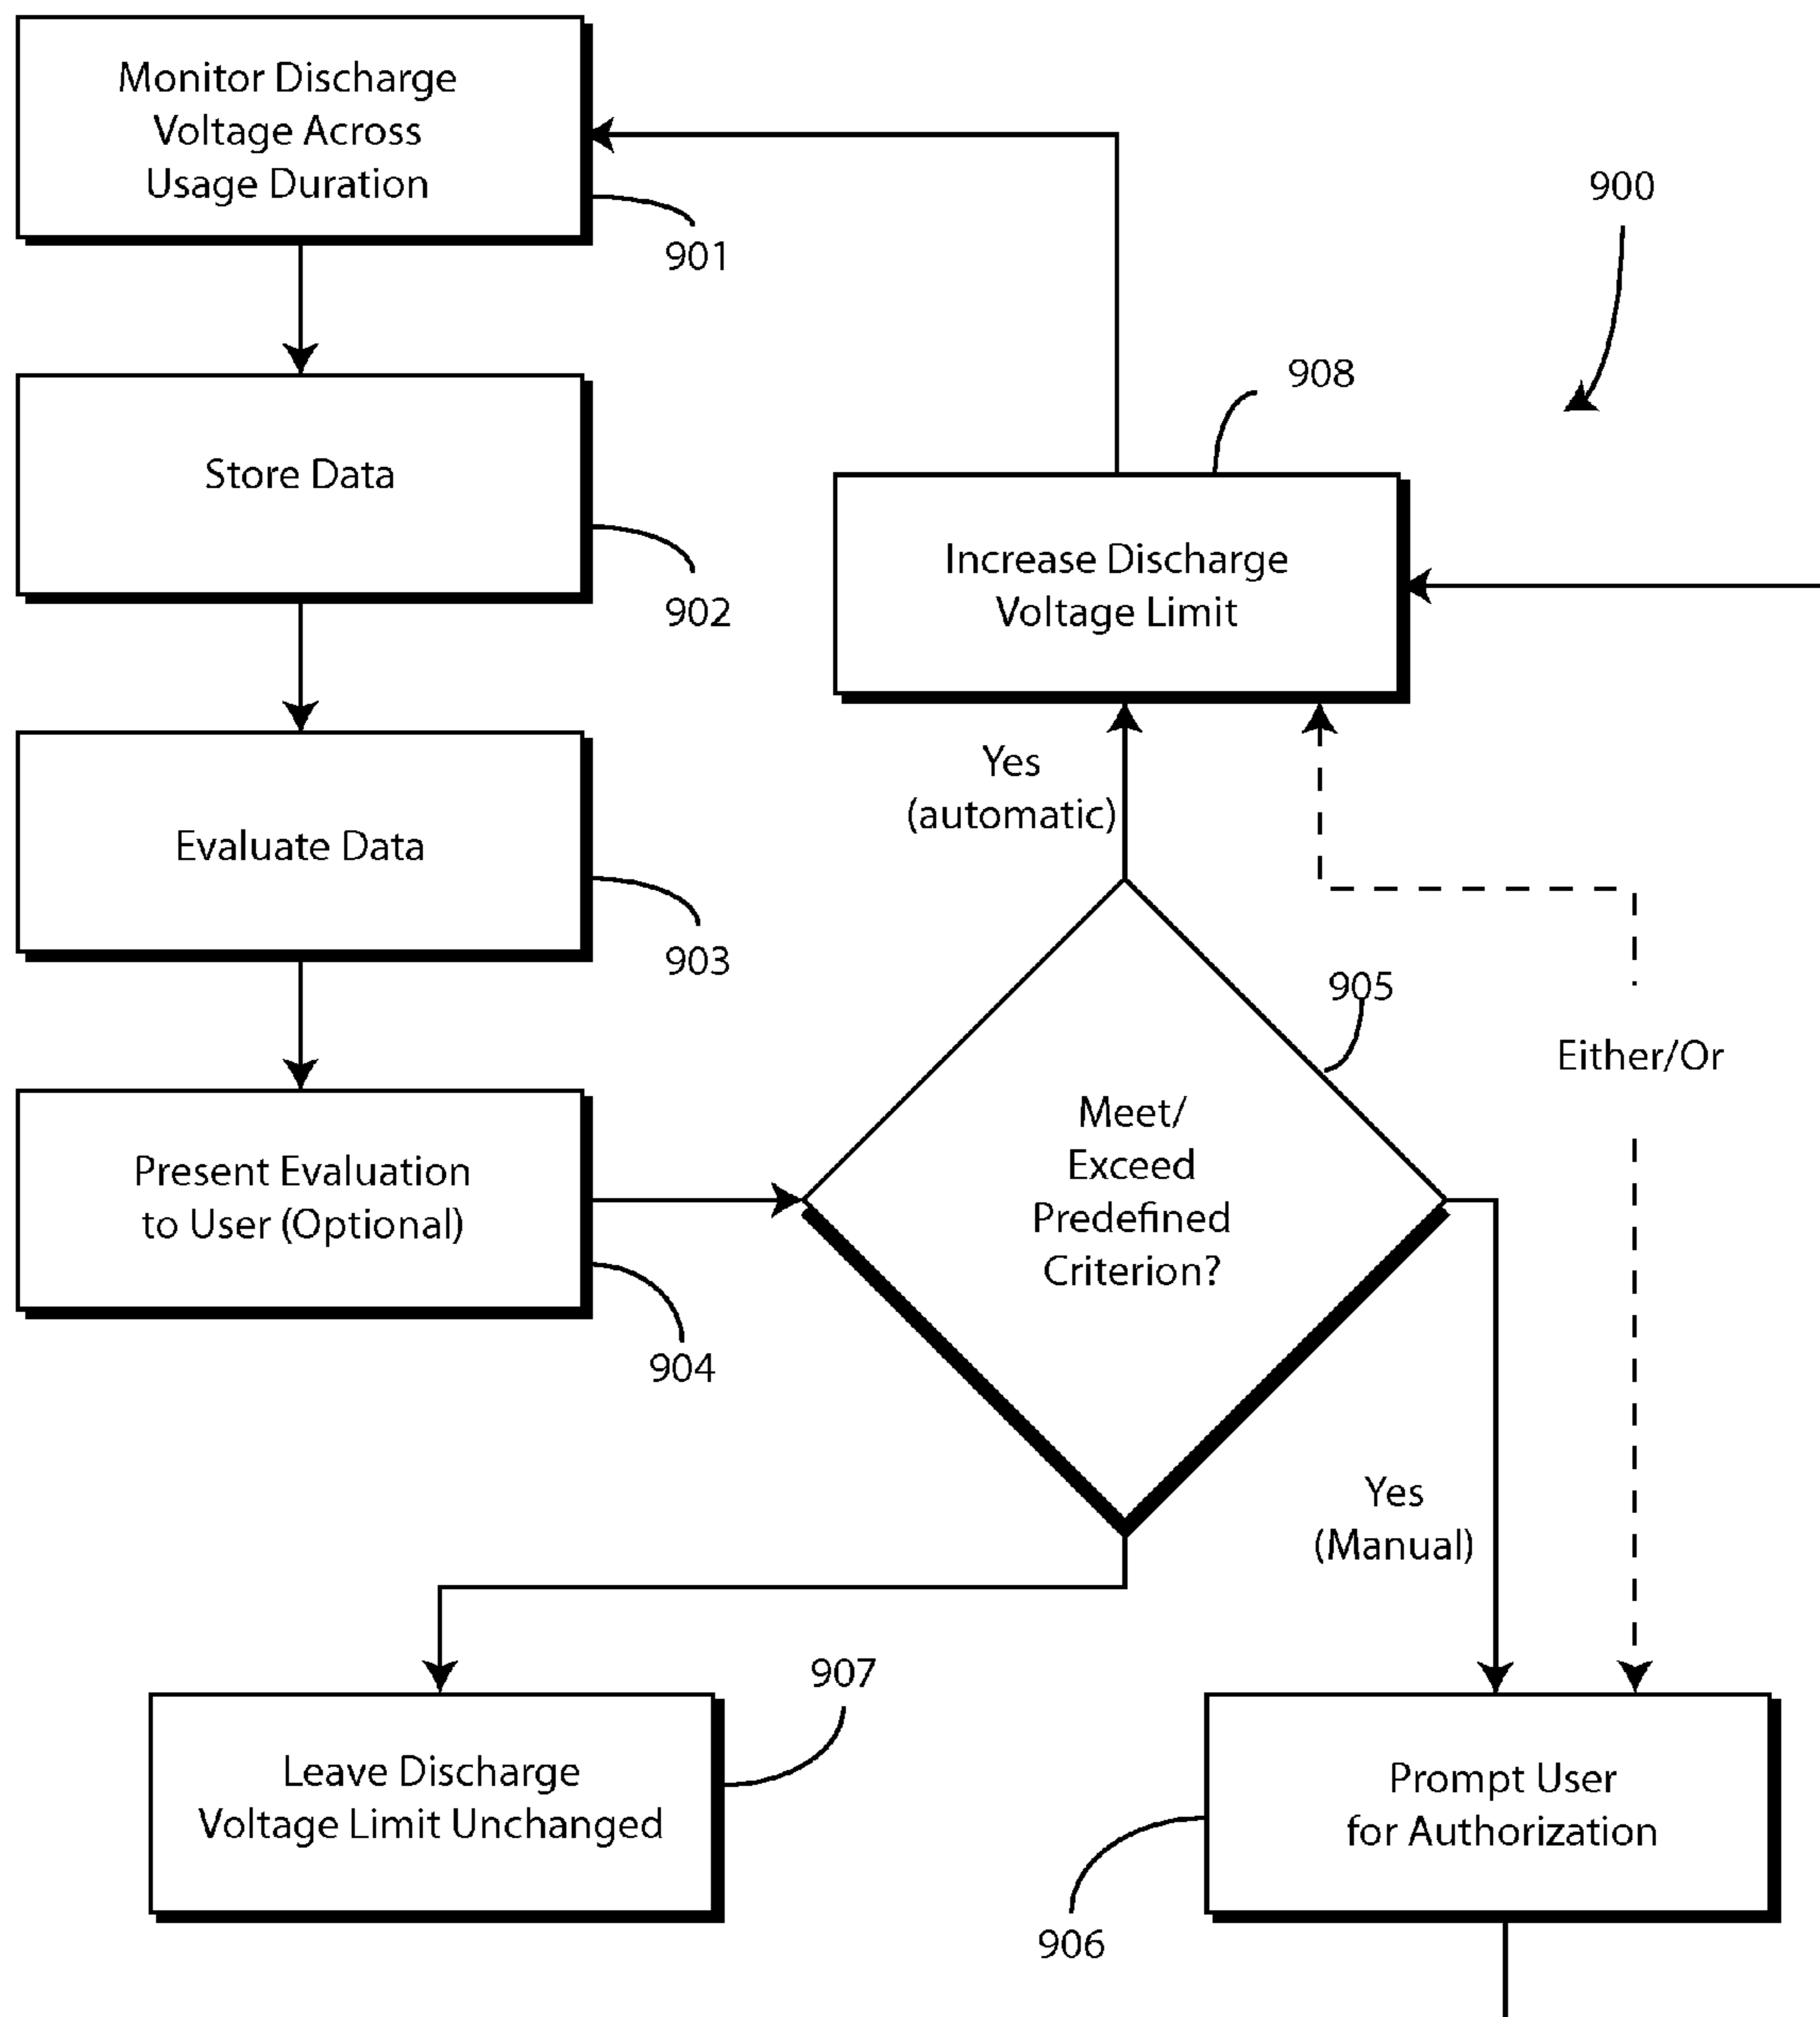 Monitor Discharge
Voltage Across
Usage Duration
901
900
Store Data
902
908
Increase Discharge
Voltage Limit
Evaluate Data
903
Yes
(automatic)
905
Either/Or
Present Evaluation
to User (Optional)
904
Meet/
Exceed
Predefined
Criterion?
Yes
(Manual)
907
Leave Discharge
Voltage Limit Unchanged
Prompt User
for Authorization
906